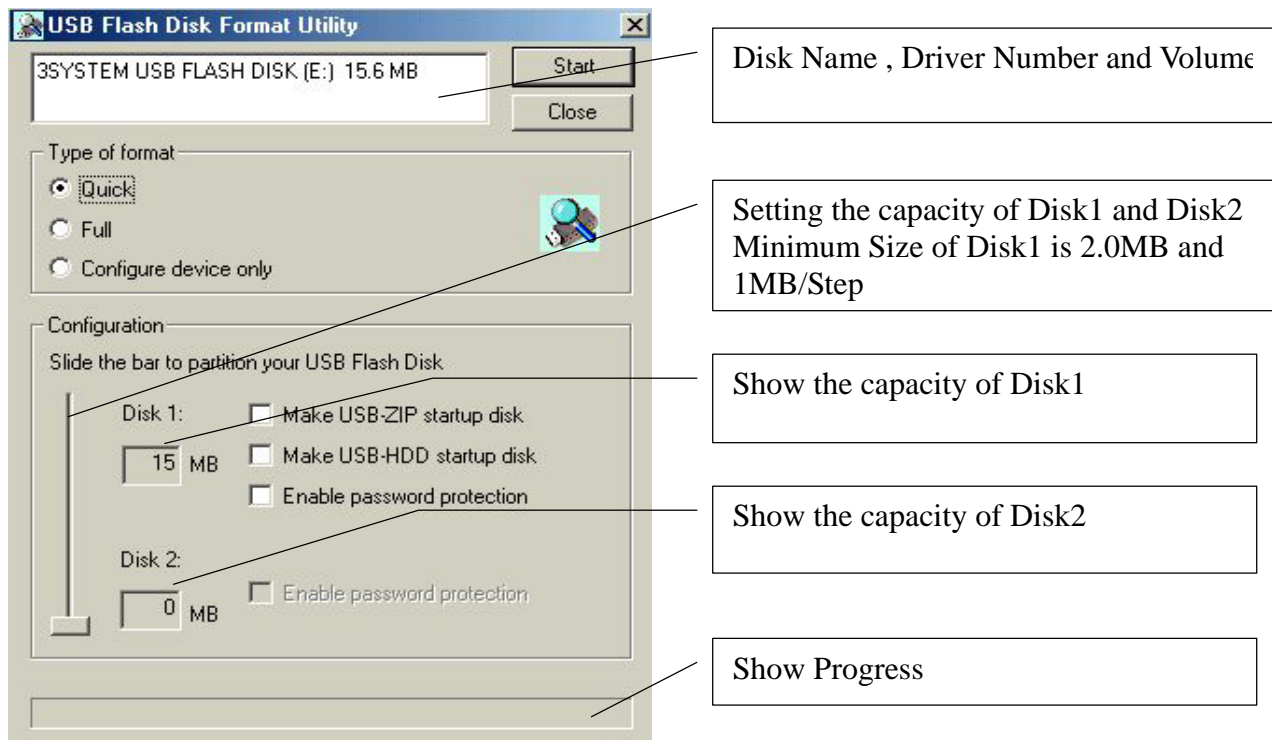 USB Flash Disk Format Utility
3SYSTEM USB FLASH DISK (E:) 15.6 MB
Start
Close
Type of format
Quick
Full
Configure device only
Configuration
Slide the bar to partition your USB Flash Disk
Disk 1:
15 MB
Make USB-ZIP startup disk
Make USB-HDD startup disk
Enable password protection
Disk 2:
0 MB
Enable password protection
Disk Name , Driver Number and Volume
Setting the capacity of Disk1 and Disk2
Minimum Size of Disk1 is 2.0MB and
1MB/Step
Show the capacity of Disk1
Show the capacity of Disk2
Show Progress